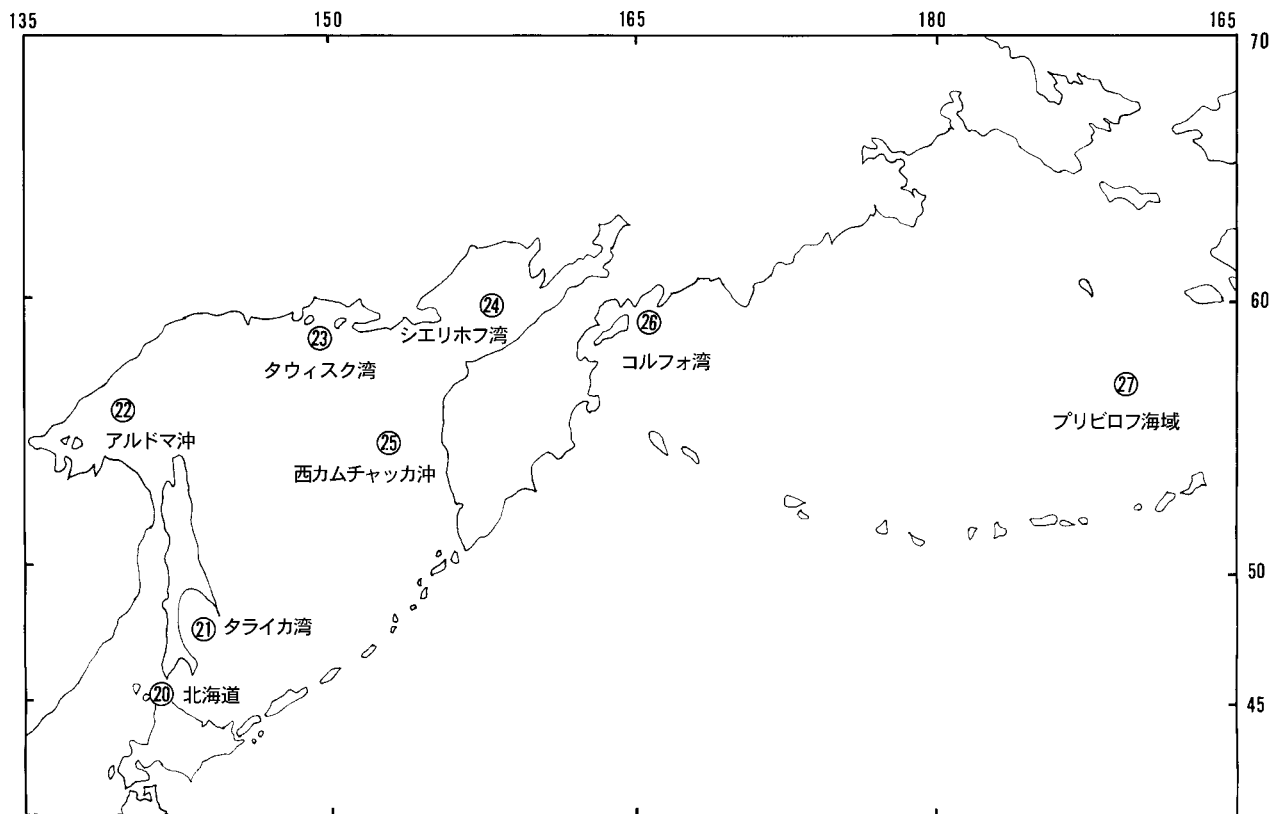 135 150 165 180 165
70
60
50
45
㉔
シエリホフ湾
㉓
タウィスク湾
㉖
コルフォ湾
㉗
プリビロフ海域
㉒
アルドマ沖
㉕
西カムチャッカ沖
㉑ タライカ湾
⑳ 北海道